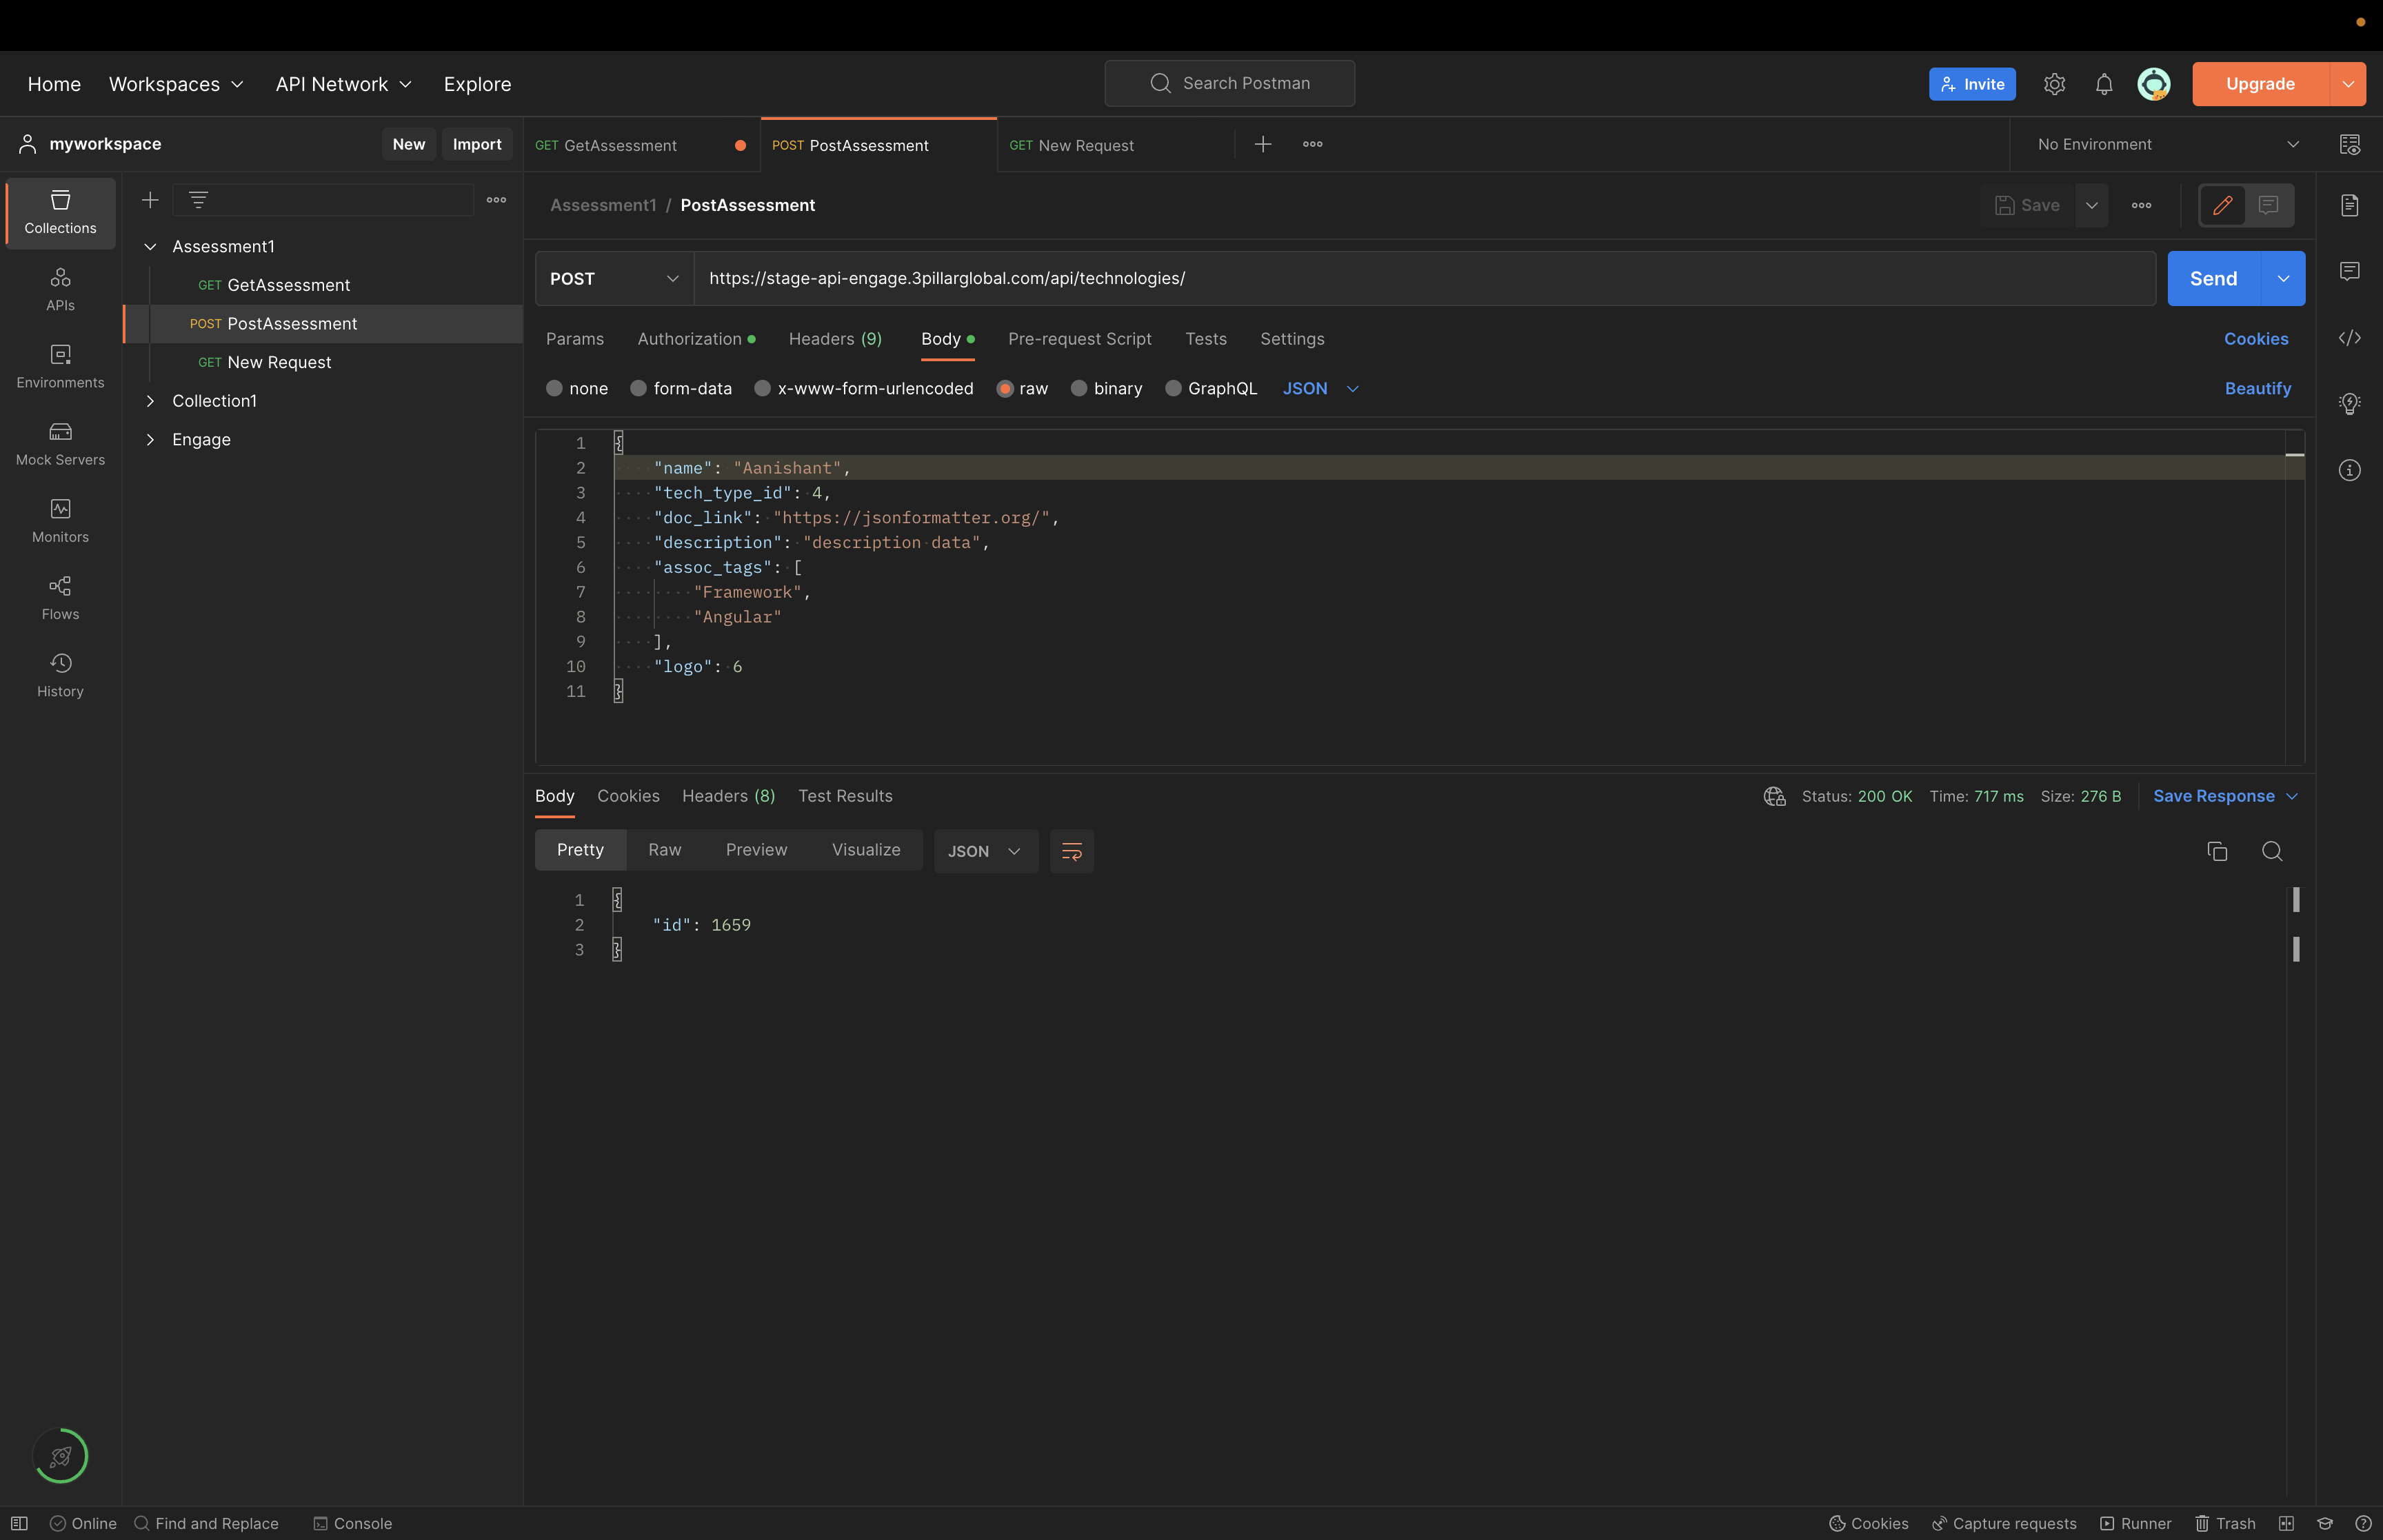 Home Workspaces API Network Explore Search Postman Invite Upgrade
myworkspace New Import GET GetAssessment POST PostAssessment GET New Request No Environment
Collections
APIs
Environments
Mock Servers
Monitors
Flows
History
Assessment1
GET GetAssessment
POST PostAssessment
GET New Request
Collection1
Engage
Assessment1 / PostAssessment Save
POST https://stage-api-engage.3pillarglobal.com/api/technologies/ Send
Params Authorization Headers (9) Body Pre-request Script Tests Settings Cookies
none form-data x-www-form-urlencoded raw binary GraphQL JSON Beautify
1 {
2 "name": "Aanishant",
3 "tech_type_id": 4,
4 "doc_link": "https://jsonformatter.org/",
5 "description": "description data",
6 "assoc_tags": [
7 "Framework",
8 "Angular"
9 ],
10 "logo": 6
11 }
Body Cookies Headers (8) Test Results Status: 200 OK Time: 717 ms Size: 276 B Save Response
Pretty Raw Preview Visualize JSON
1 {
2 "id": 1659
3 }
Online Find and Replace Console Cookies Capture requests Runner Trash